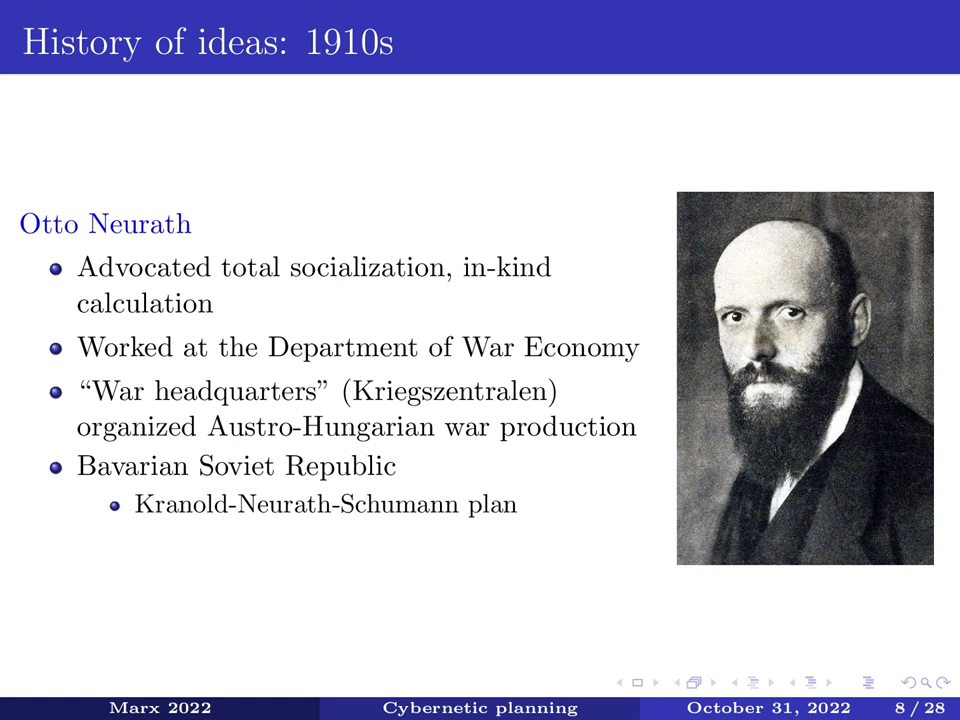 History of ideas: 1910s
Otto Neurath
Advocated total socialization, in-kind
calculation
Worked at the Department of War Economy
“War headquarters” (Kriegszentralen)
organized Austro-Hungarian war production
Bavarian Soviet Republic
Kranold-Neurath-Schumann plan
Marx 2022
Cybernetic planning
October 31, 2022
8 / 28